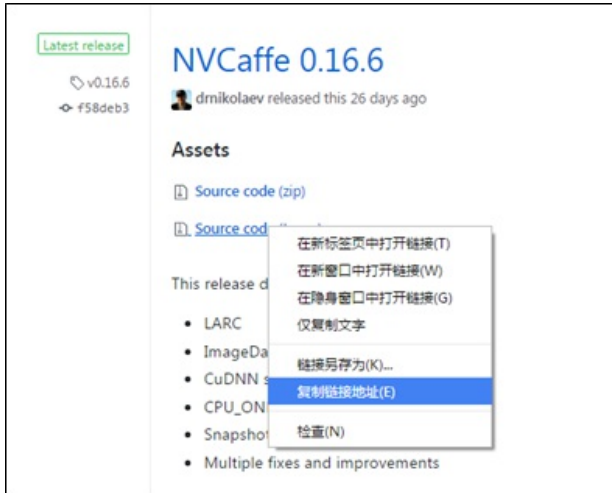 Latest release
v0.16.6
f58deb3
NVCaffe 0.16.6
drnikolaev released this 26 days ago
Assets
Source code (zip)
Source cod
This release d
LARC
ImageDa
CuDNN s
CPU_ON
Snapshot
Multiple fixes and improvements
在新标签页中打开链接(T)
在新窗口中打开链接(W)
在隐身窗口中打开链接(G)
仅复制文字
链接另存为(K)...
复制链接地址(E)
检查(N)